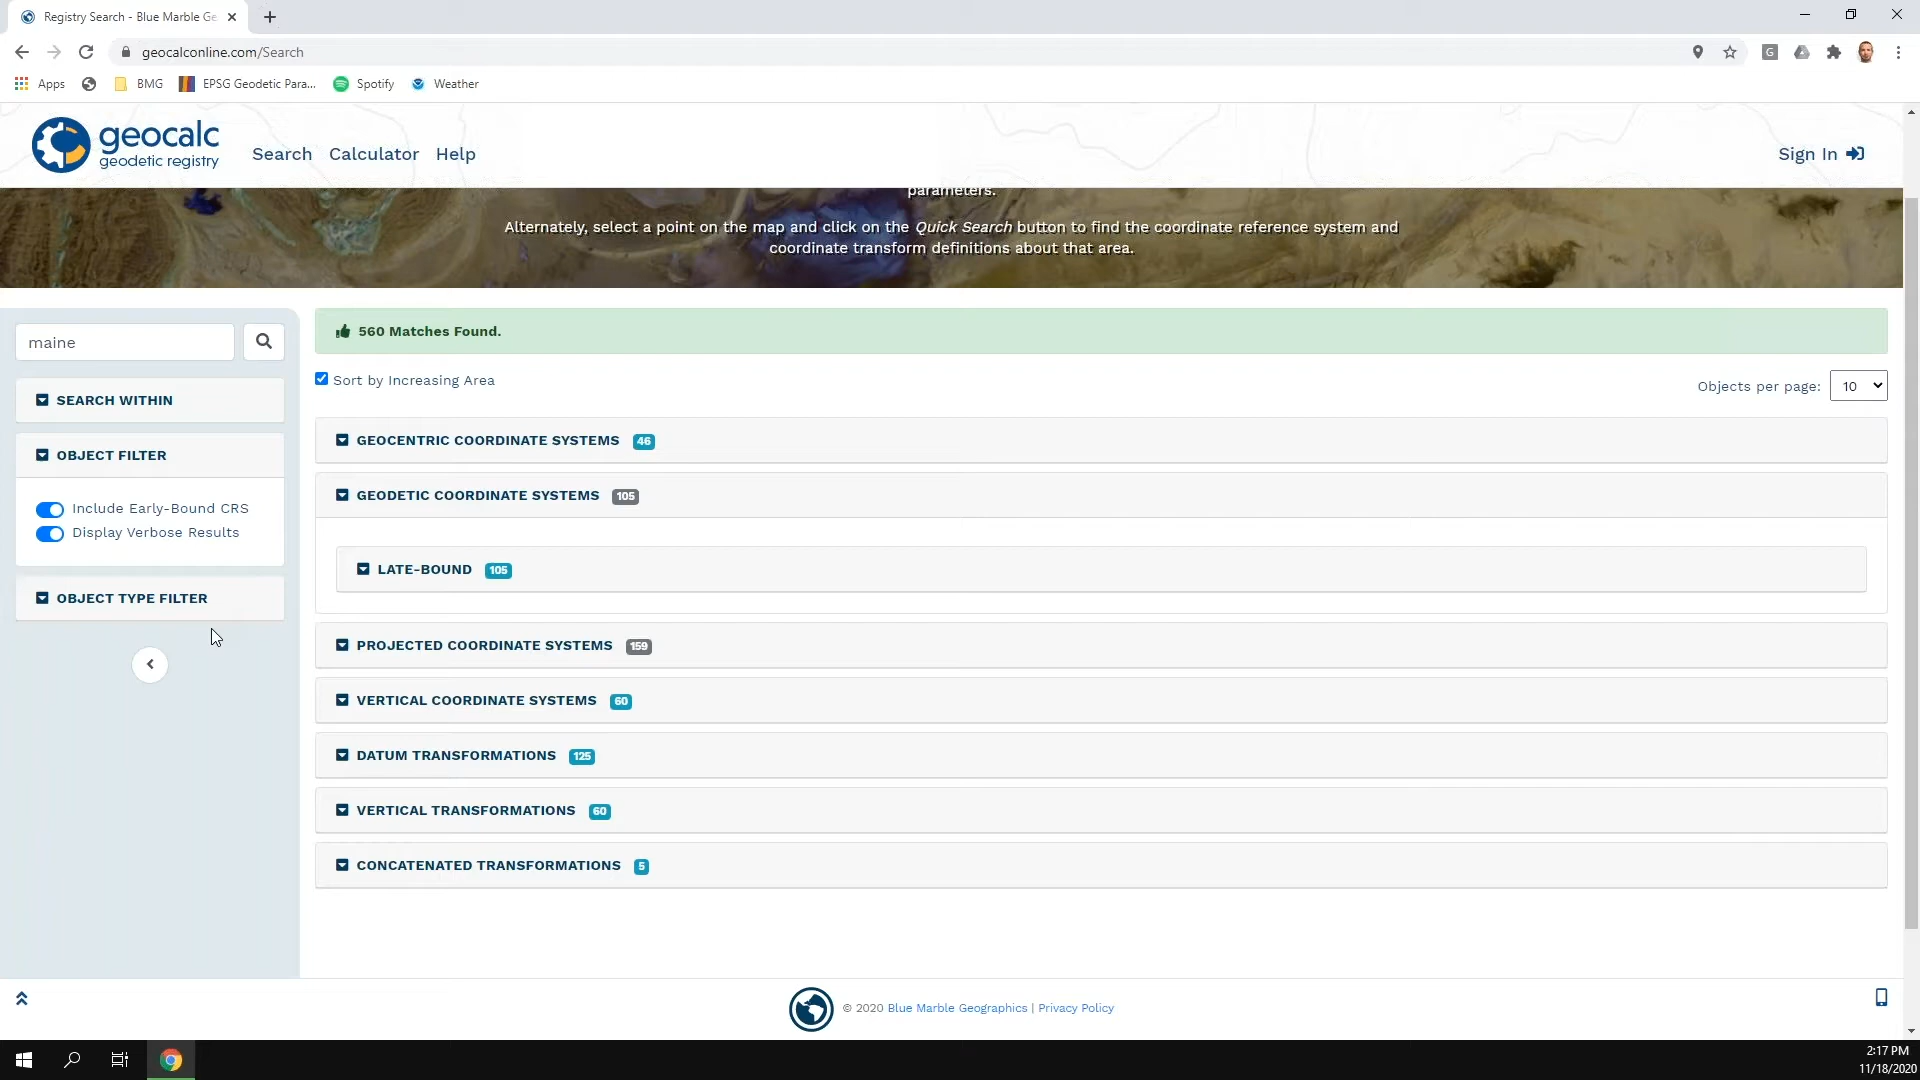 Registry Search - Blue Marble Ge
geocalconline.com/Search
Apps BMG EPSG Geodetic Para... Spotify Weather
geocalc
geodetic registry
Search Calculator Help Sign In
parameters.
Alternately, select a point on the map and click on the Quick Search button to find the coordinate reference system and
coordinate transform definitions about that area.
maine
560 Matches Found.
Sort by Increasing Area
Objects per page: 10
SEARCH WITHIN
OBJECT FILTER
Include Early-Bound CRS
Display Verbose Results
OBJECT TYPE FILTER
GEOCENTRIC COORDINATE SYSTEMS 46
GEODETIC COORDINATE SYSTEMS 105
LATE-BOUND 105
PROJECTED COORDINATE SYSTEMS 159
VERTICAL COORDINATE SYSTEMS 60
DATUM TRANSFORMATIONS 125
VERTICAL TRANSFORMATIONS 60
CONCATENATED TRANSFORMATIONS 5
© 2020 Blue Marble Geographics | Privacy Policy
2:17 PM
11/18/2020